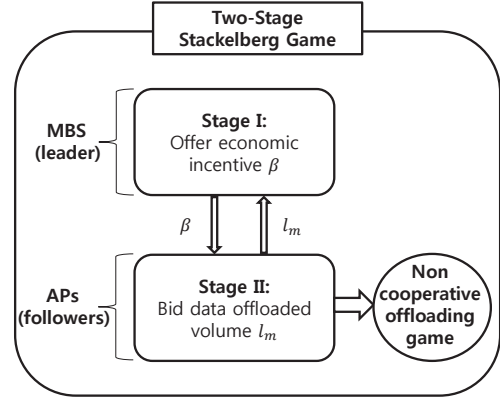 Two-Stage
Stackelberg Game
MBS
(leader)
Stage I:
Offer economic
incentive β
β
l_m
APs
(followers)
Stage II:
Bid data offloaded
volume l_m
Non
cooperative
offloading
game